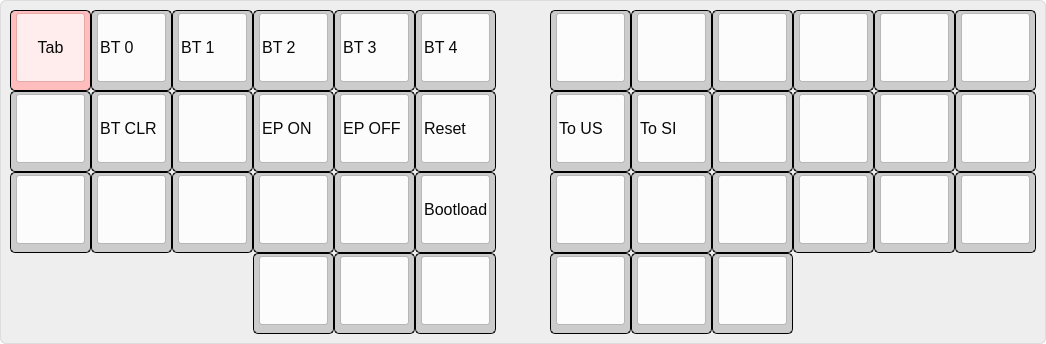 Tab BT 0 BT 1 BT 2 BT 3 BT 4
BT CLR EP ON EP OFF Reset To US To SI
Bootload